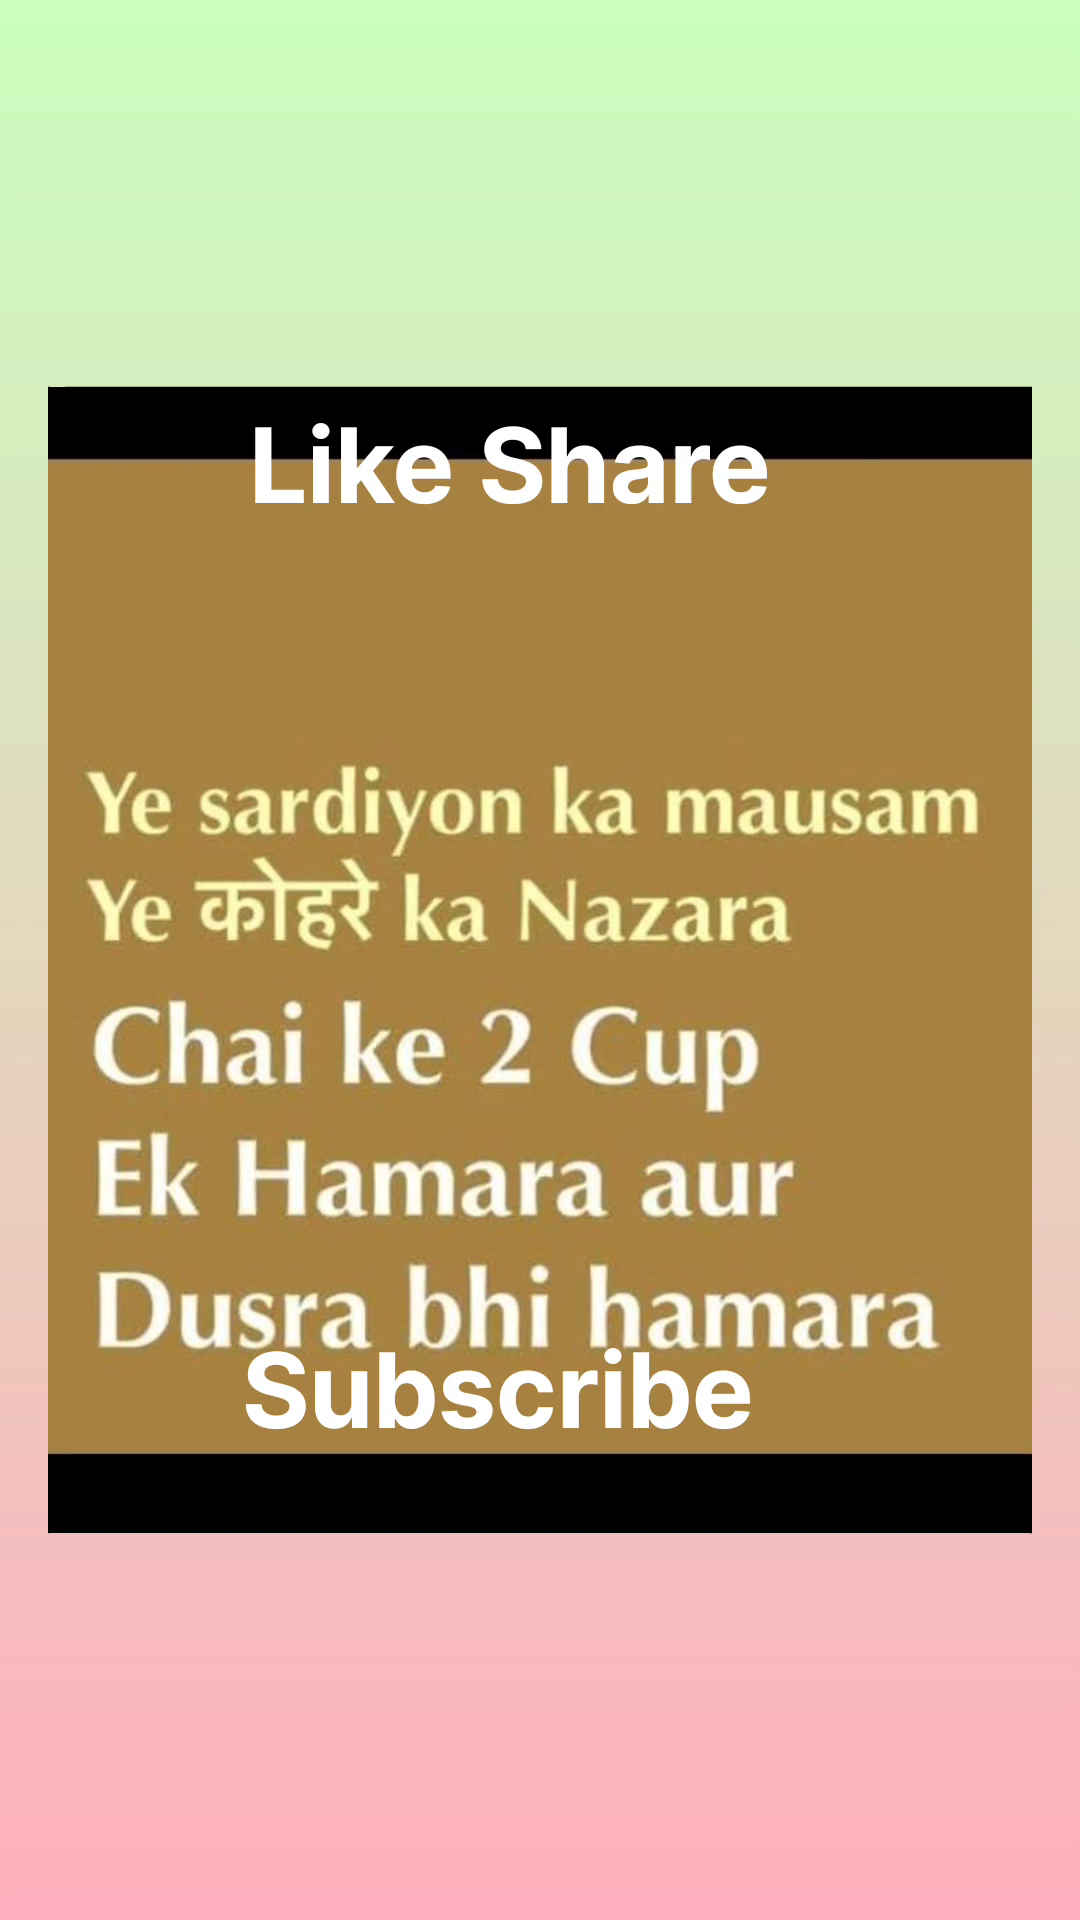 Like Share
Ye sardiyon ka mausam
Ye कोहरे ka Nazara
Chai ke 2 Cup
Ek Hamara aur
Dusra bhi hamara
Subscribe